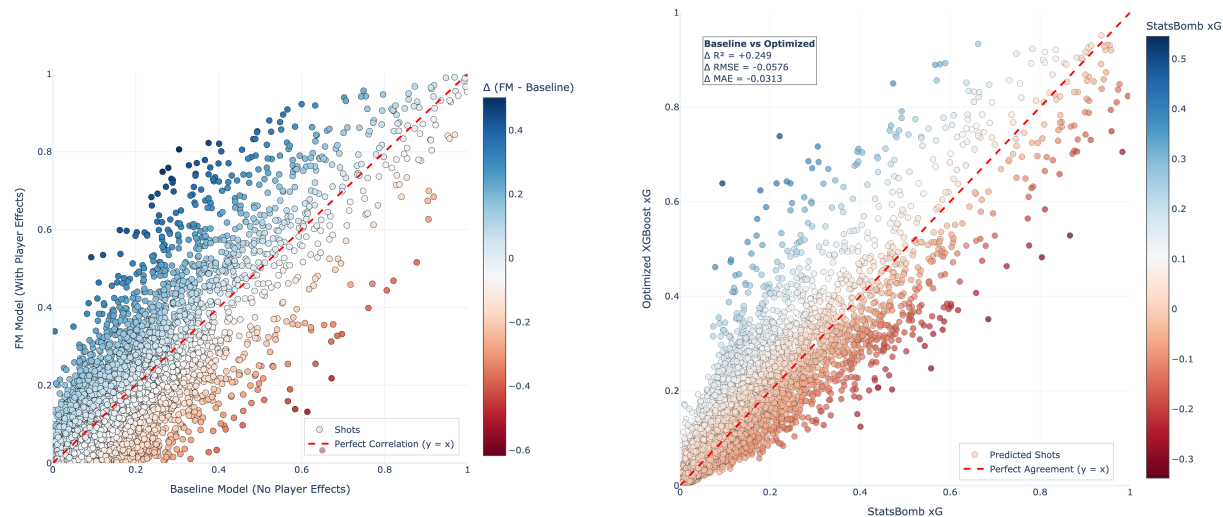 Δ (FM - Baseline)
0.4
0.2
0
−0.2
−0.4
−0.6
FM Model (With Player Effects)
1
0.8
0.6
0.4
0.2
0
0
0.2
0.4
0.6
0.8
1
Baseline Model (No Player Effects)
Shots
Perfect Correlation (y = x)
StatsBomb xG
0.5
0.4
0.3
0.2
0.1
0
−0.1
−0.2
−0.3
Optimized XGBoost xG
1
0.8
0.6
0.4
0.2
0
0
0.2
0.4
0.6
0.8
1
StatsBomb xG
Baseline vs Optimized
Δ R² = +0.249
Δ RMSE = -0.0576
Δ MAE = -0.0313
Predicted Shots
Perfect Agreement (y = x)